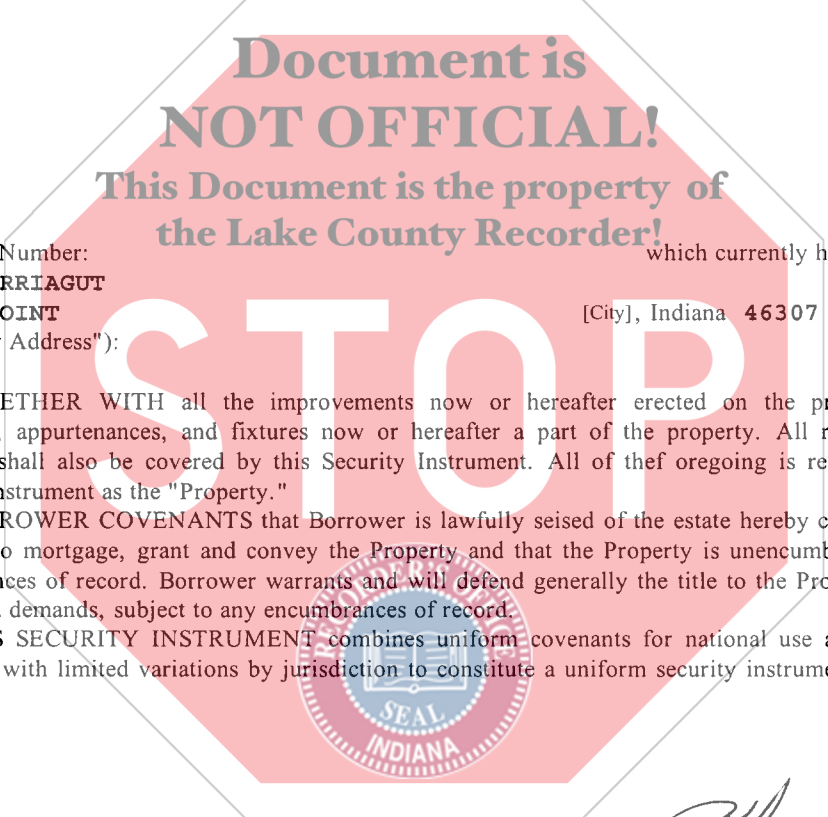 Document is
NOT OFFICIAL!
This Document is the property of
the Lake County Recorder!
Number: which currently h
RRIAGUT
OINT [City], Indiana 46307
Address"):
STOP
ETHER WITH all the improvements now or hereafter erected on the pr
, appurtenances, and fixtures now or hereafter a part of the property. All r
shall also be covered by this Security Instrument. All of thef oregoing is re
nstrument as the "Property."
ROWER COVENANTS that Borrower is lawfully seised of the estate hereby c
o mortgage, grant and convey the Property and that the Property is unencumb
nces of record. Borrower warrants and will defend generally the title to the Pro
demands, subject to any encumbrances of record.
S SECURITY INSTRUMENT combines uniform covenants for national use a
with limited variations by jurisdiction to constitute a uniform security instrume
RECORDER'S OFFICE
SEAL
INDIANA